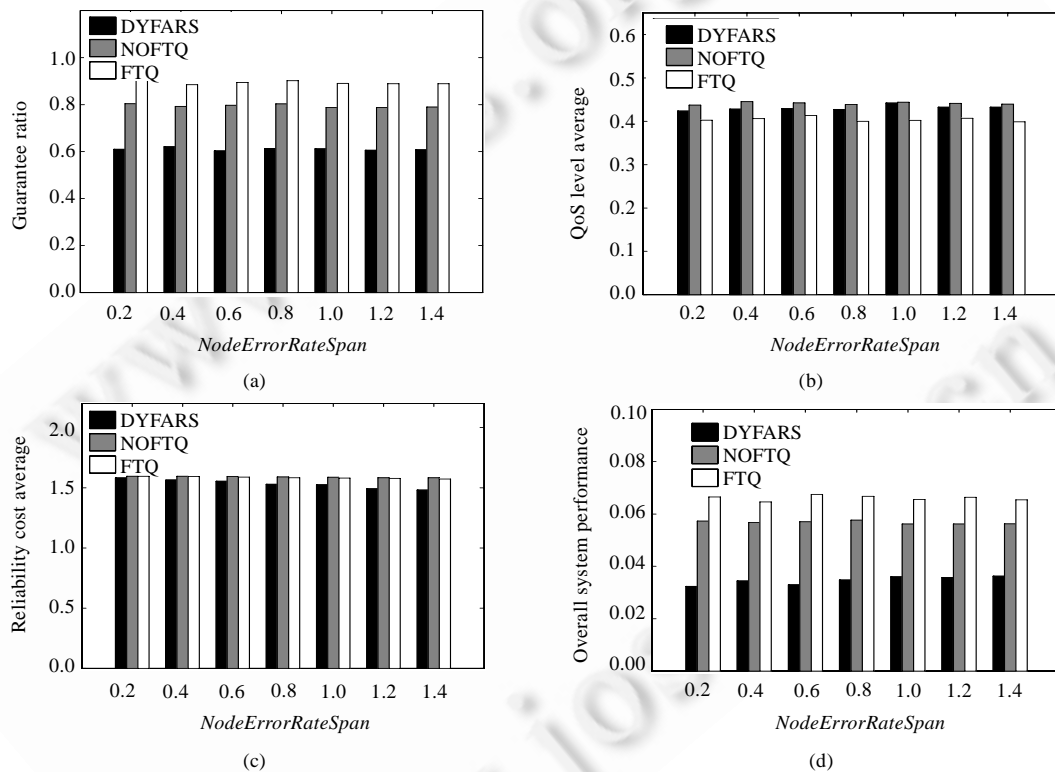 DYFARS
NOFTQ
FTQ
1.0
0.8
0.6
0.4
0.2
0.0
Guarantee ratio
0.2 0.4 0.6 0.8 1.0 1.2 1.4
NodeErrorRateSpan
(a)
DYFARS
NOFTQ
FTQ
0.6
0.5
0.4
0.3
0.2
0.1
0.0
QoS level average
0.2 0.4 0.6 0.8 1.0 1.2 1.4
NodeErrorRateSpan
(b)
DYFARS
NOFTQ
FTQ
2.0
1.5
1.0
1.5
0.0
Reliability cost average
0.2 0.4 0.6 0.8 1.0 1.2 1.4
NodeErrorRateSpan
(c)
DYFARS
NOFTQ
FTQ
0.10
0.08
0.06
0.04
0.02
0.00
Overall system performance
0.2 0.4 0.6 0.8 1.0 1.2 1.4
NodeErrorRateSpan
(d)